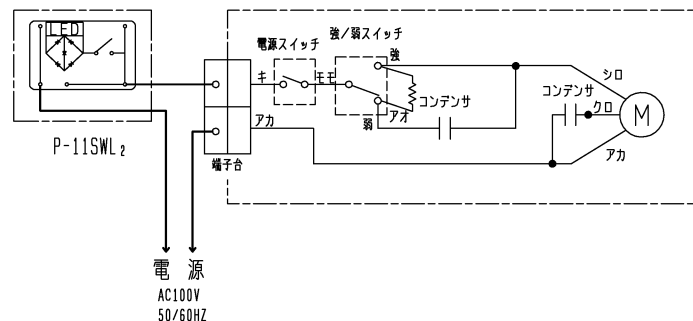 LED
P-11SWL2
電源
AC100V
50/60HZ
端子台
キ
アカ
電源スイッチ
モモ
強/弱スイッチ
強
弱
アオ
コンデンサ
コンデンサ
シロ
クロ
M
アカ